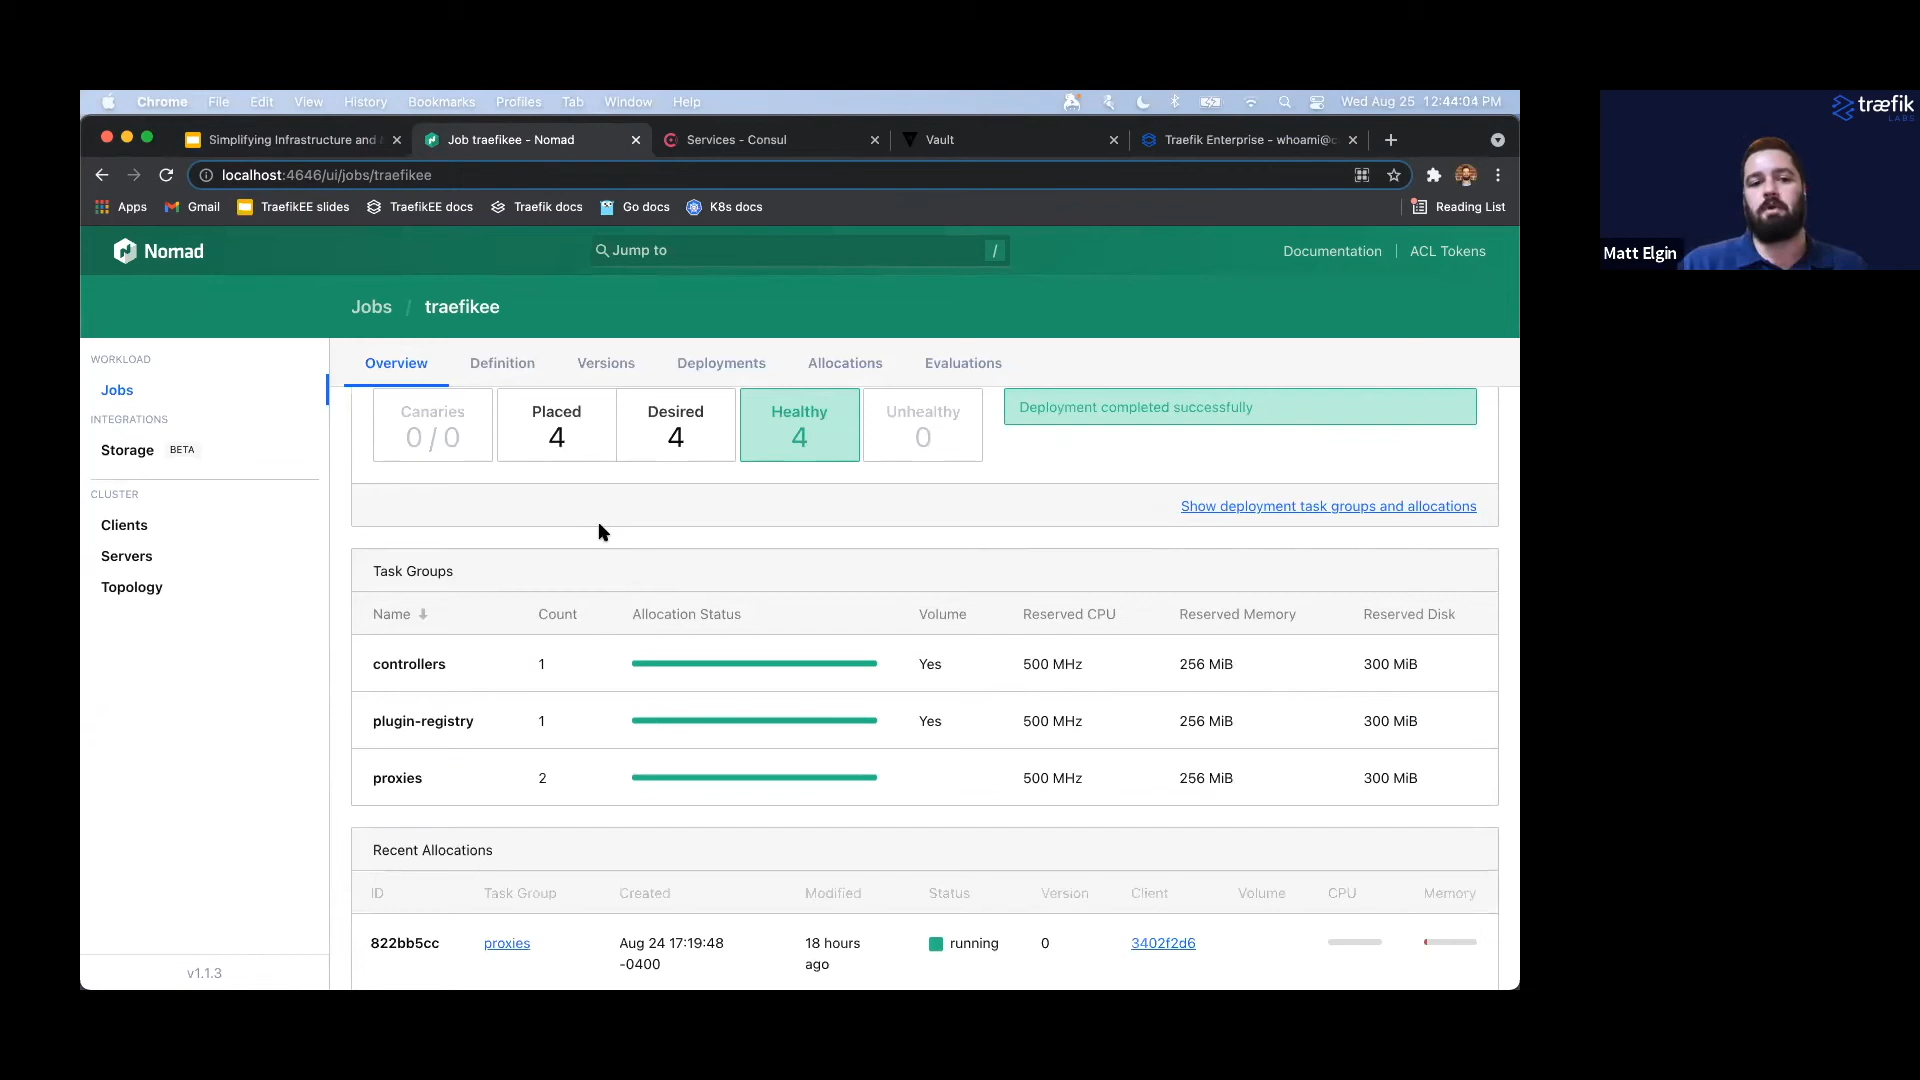 Chrome File Edit View History Bookmarks Profiles Tab Window Help Wed Aug 25 12:44:04 PM
Simplifying Infrastructure and Job traefikee - Nomad Services - Consul Vault Traefik Enterprise - whoami@c
localhost:4646/ui/jobs/traefikee
Apps Gmail TraefikEE slides TraefikEE docs Traefik docs Go docs K8s docs Reading List
Nomad Jump to / Documentation ACL Tokens
Jobs / traefikee
WORKLOAD
Jobs
INTEGRATIONS
Storage BETA
CLUSTER
Clients
Servers
Topology
v1.1.3
Overview Definition Versions Deployments Allocations Evaluations
Canaries Placed Desired Healthy Unhealthy
0 / 0 4 4 4 0
Deployment completed successfully
Show deployment task groups and allocations
Task Groups
Name Count Allocation Status Volume Reserved CPU Reserved Memory Reserved Disk
controllers 1 Yes 500 MHz 256 MiB 300 MiB
plugin-registry 1 Yes 500 MHz 256 MiB 300 MiB
proxies 2 500 MHz 256 MiB 300 MiB
Recent Allocations
ID Task Group Created Modified Status Version Client Volume CPU Memory
822bb5cc proxies Aug 24 17:19:48 18 hours running 0 3402f2d6
-0400 ago
træfik
LABS
Matt Elgin